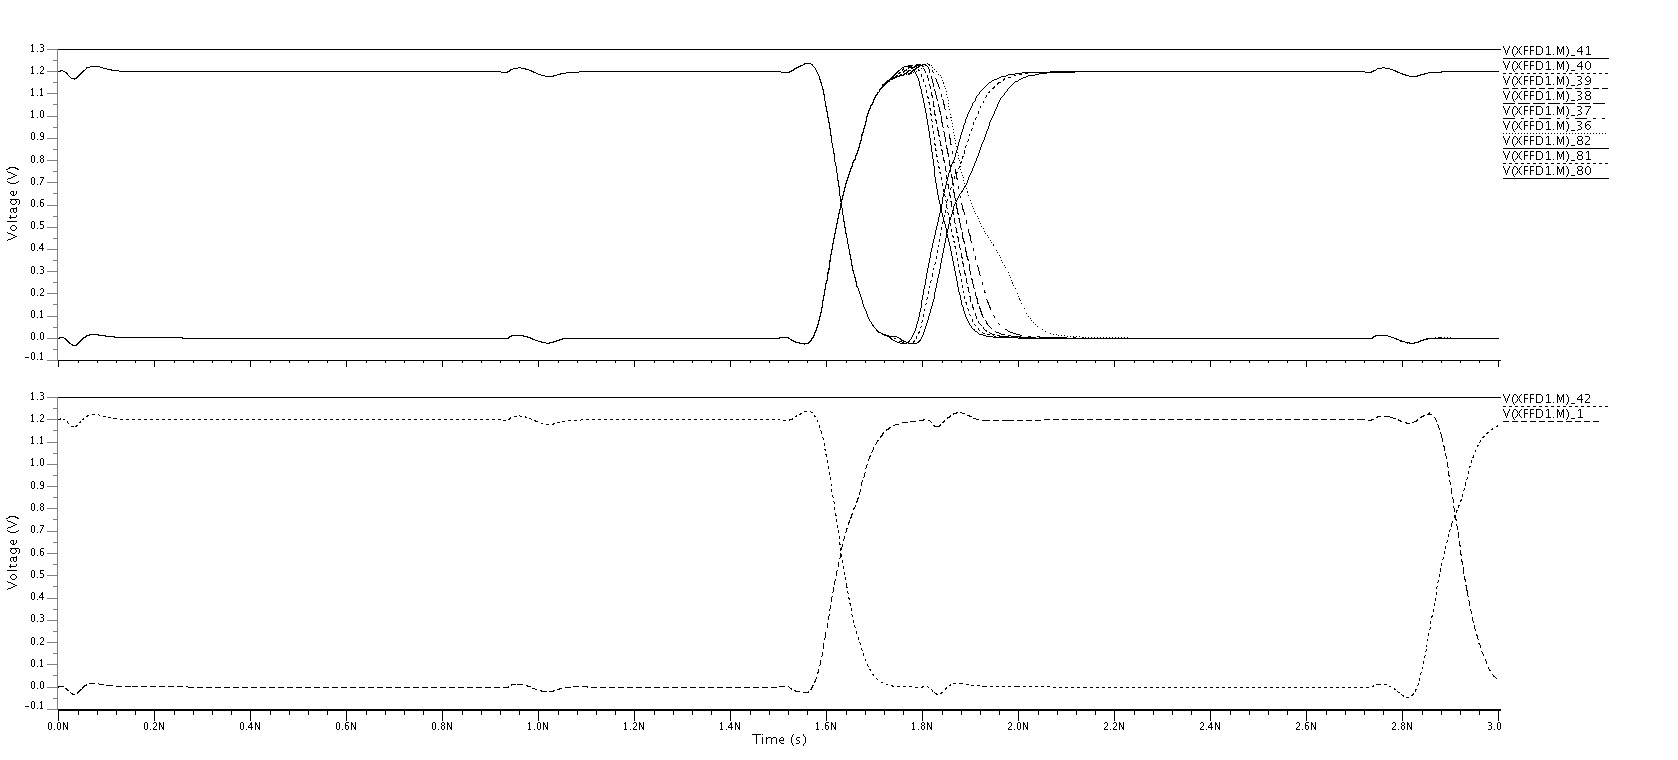 1.3
1.2
1.1
1.0
0.9
0.8
0.7
0.6
0.5
0.4
0.3
0.2
0.1
0.0
-0.1
Voltage (V)
V(XFFD1.M)_41
V(XFFD1.M)_40
V(XFFD1.M)_39
V(XFFD1.M)_38
V(XFFD1.M)_37
V(XFFD1.M)_36
V(XFFD1.M)_82
V(XFFD1.M)_81
V(XFFD1.M)_80
1.3
1.2
1.1
1.0
0.9
0.8
0.7
0.6
0.5
0.4
0.3
0.2
0.1
0.0
-0.1
Voltage (V)
V(XFFD1.M)_42
V(XFFD1.M)_1
0.0N 0.2N 0.4N 0.6N 0.8N 1.0N 1.2N 1.4N 1.6N 1.8N 2.0N 2.2N 2.4N 2.6N 2.8N 3.0
Time (s)